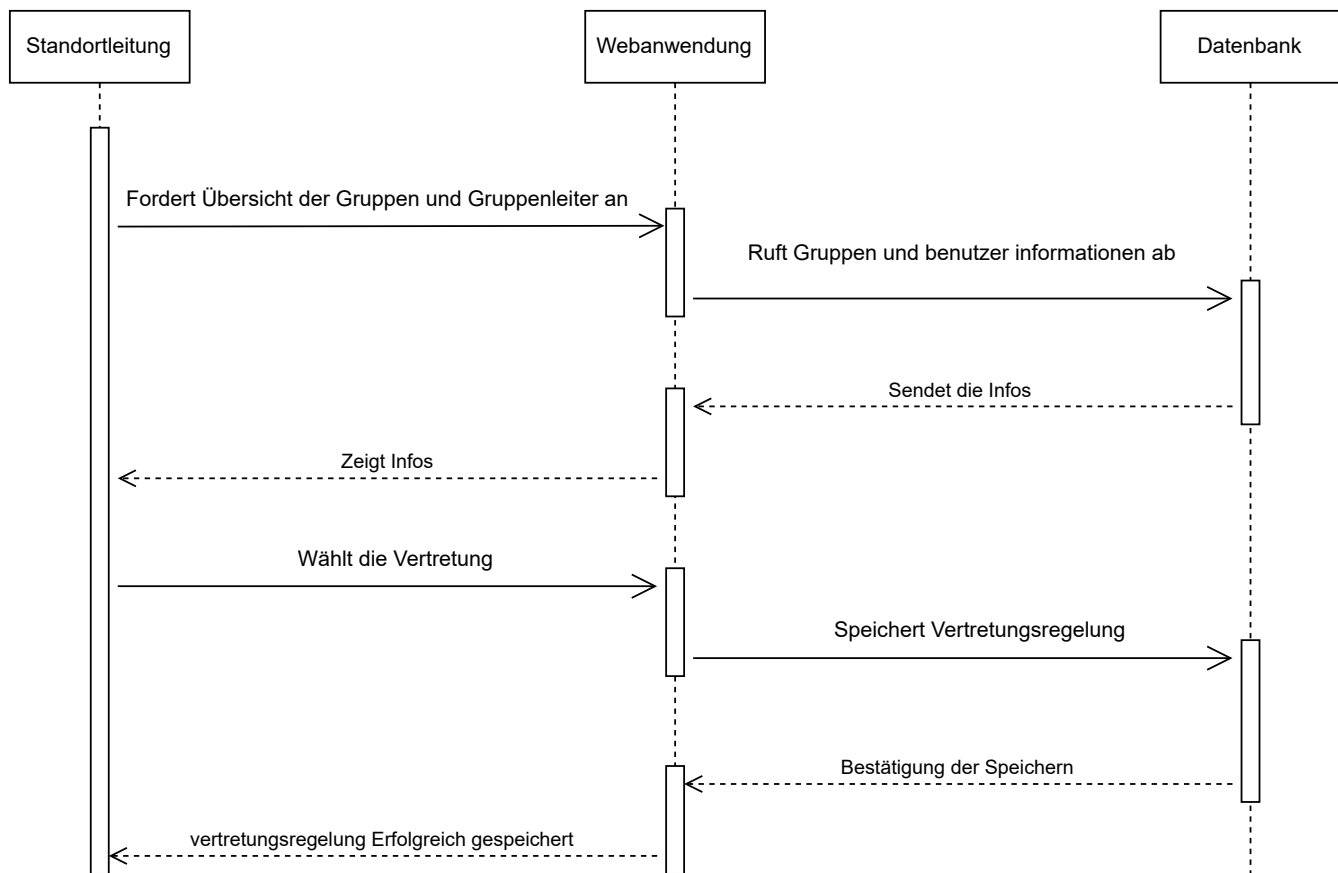 Standortleitung
Webanwendung
Datenbank
Fordert Übersicht der Gruppen und Gruppenleiter an
Ruft Gruppen und benutzer informationen ab
Sendet die Infos
Zeigt Infos
Wählt die Vertretung
Speichert Vertretungsregelung
Bestätigung der Speichern
vertretungsregelung Erfolgreich gespeichert